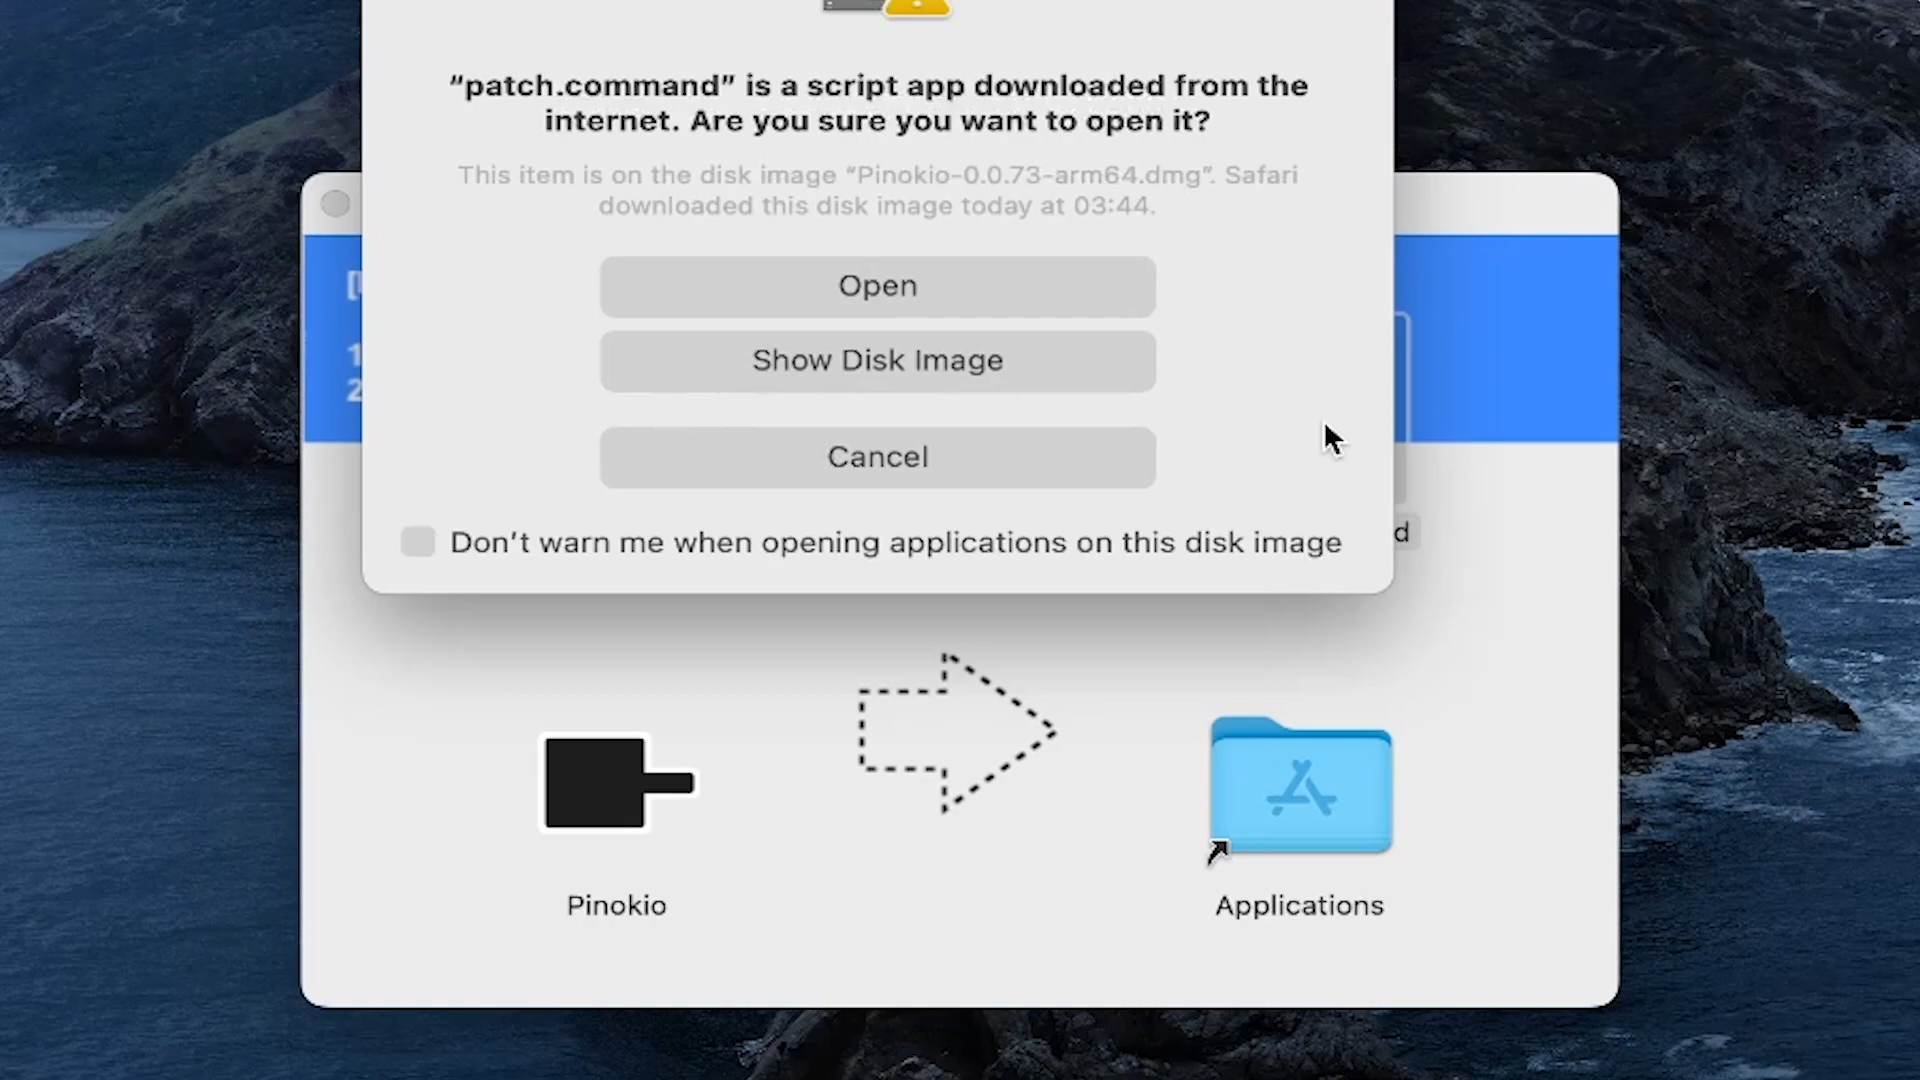 “patch.command” is a script app downloaded from the
internet. Are you sure you want to open it?
This item is on the disk image “Pinokio-0.0.73-arm64.dmg”. Safari
downloaded this disk image today at 03:44.
Open
Show Disk Image
Cancel
Don’t warn me when opening applications on this disk image
1
2
d
Pinokio
Applications